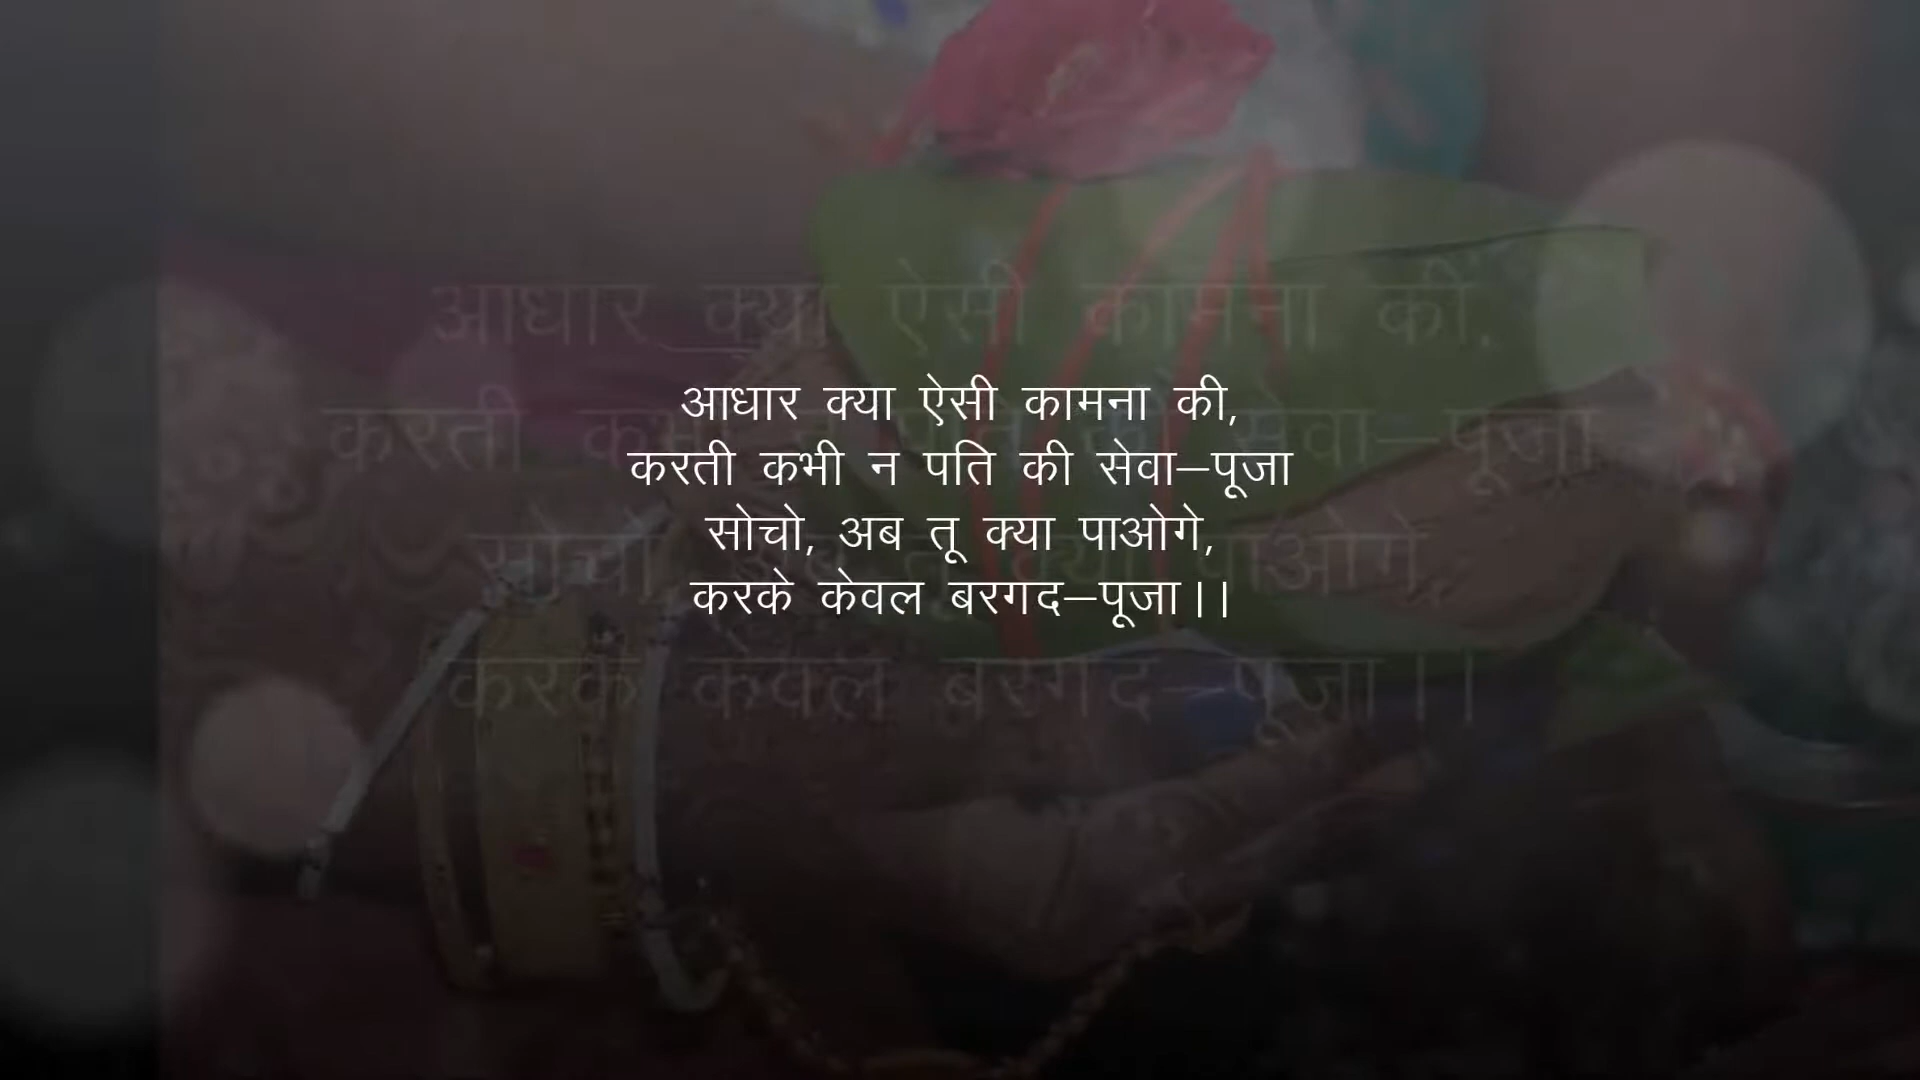 आधार क्या ऐसी कामना की,
करती कभी न पति की सेवा–पूजा
सोचो, अब तू क्या पाओगे,
करके केवल बरगद–पूजा।।